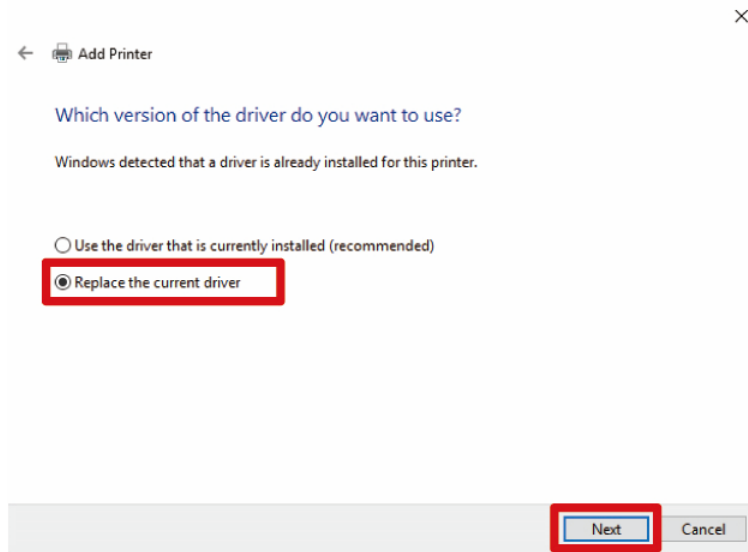 Add Printer
Which version of the driver do you want to use?
Windows detected that a driver is already installed for this printer.
Use the driver that is currently installed (recommended)
Replace the current driver
Next Cancel